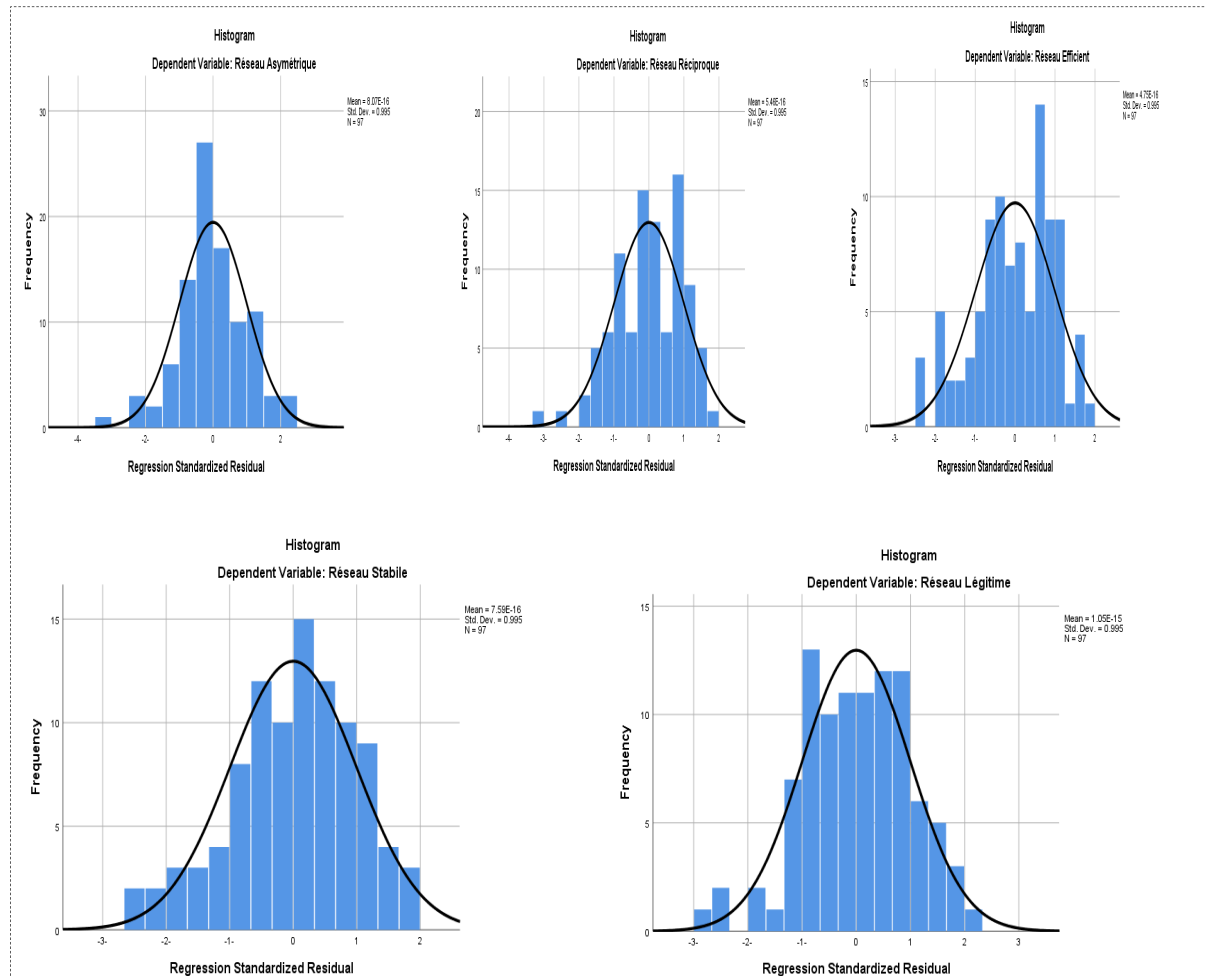 Histogram
Dependent Variable: Réseau Asymétrique
Mean = 8.07E-16
Std. Dev. = 0.995
N = 97
30
20
10
0
Frequency
-4-
-2-
0
2
Regression Standardized Residual
Histogram
Dependent Variable: Réseau Réciproque
Mean = 5.46E-16
Std. Dev. = 0.995
N = 97
20
15
10
5
0
Frequency
-4-
-3-
-2-
-1-
0
1
2
Regression Standardized Residual
Histogram
Dependent Variable: Réseau Efficient
Mean = 4.75E-16
Std. Dev. = 0.995
N = 97
15
10
5
0
Frequency
-3-
-2-
-1-
0
1
2
Regression Standardized Residual
Histogram
Dependent Variable: Réseau Stabile
Mean = 7.59E-16
Std. Dev. = 0.995
N = 97
15
10
5
0
Frequency
-3-
-2-
-1-
0
1
2
Regression Standardized Residual
Histogram
Dependent Variable: Réseau Légitime
Mean = 1.05E-15
Std. Dev. = 0.995
N = 97
15
10
5
0
Frequency
-3-
-2-
-1-
0
1
2
3
Regression Standardized Residual